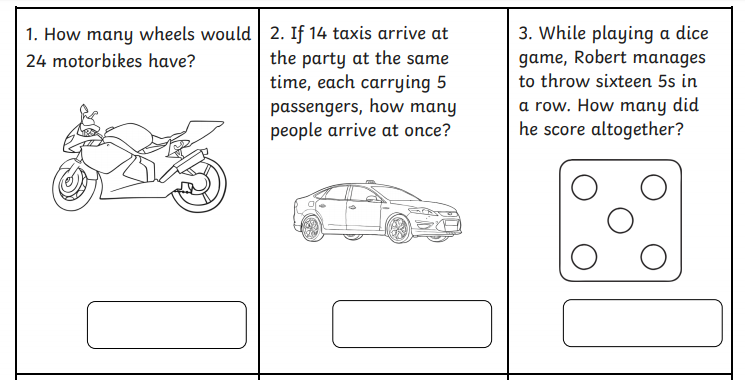 1. How many wheels would
24 motorbikes have?
2. If 14 taxis arrive at
the party at the same
time, each carrying 5
passengers, how many
people arrive at once?
3. While playing a dice
game, Robert manages
to throw sixteen 5s in
a row. How many did
he score altogether?